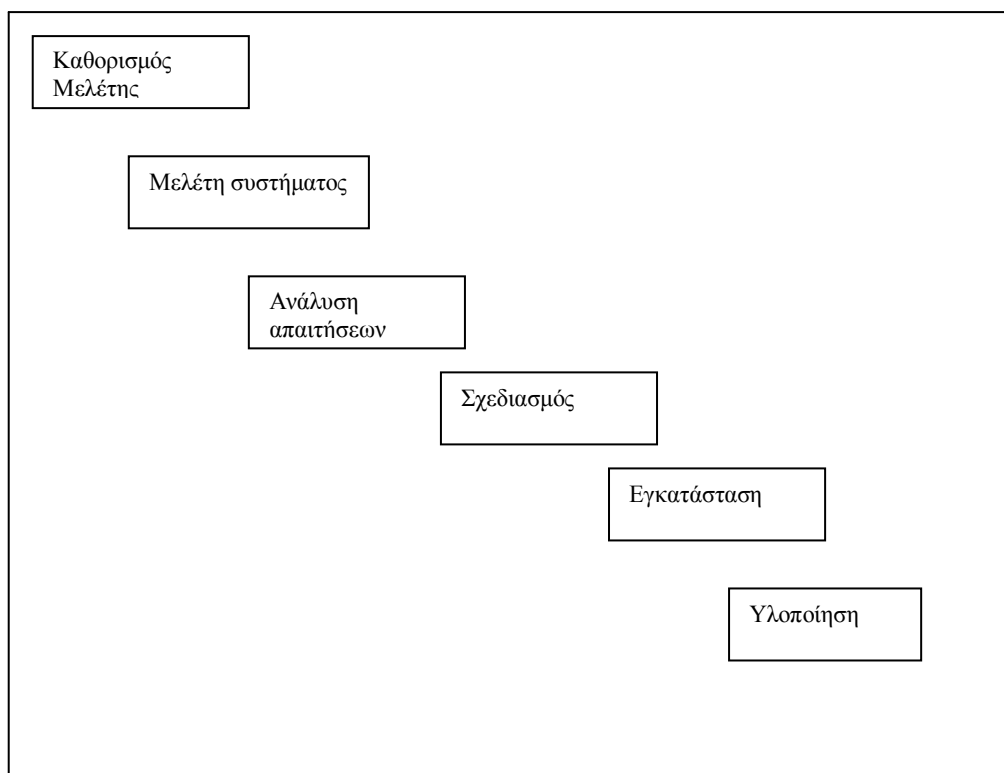 Καθορισμός
Μελέτης
Μελέτη συστήματος
Ανάλυση
απαιτήσεων
Σχεδιασμός
Εγκατάσταση
Υλοποίηση